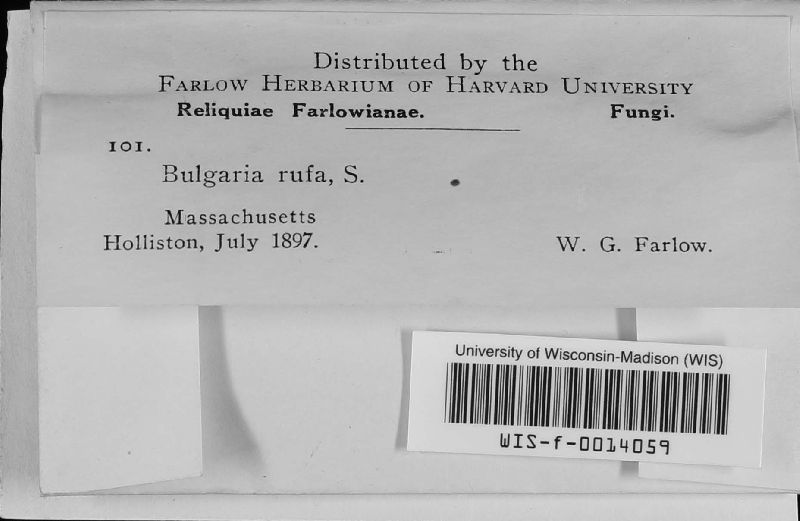 Distributed by the
Farlow Herbarium of Harvard University
Reliquiae Farlowianae. Fungi.
101.
Bulgaria rufa, S.
Massachusetts
Holliston, July 1897. W. G. Farlow.
University of Wisconsin-Madison (WIS)
WIS-f-0014059